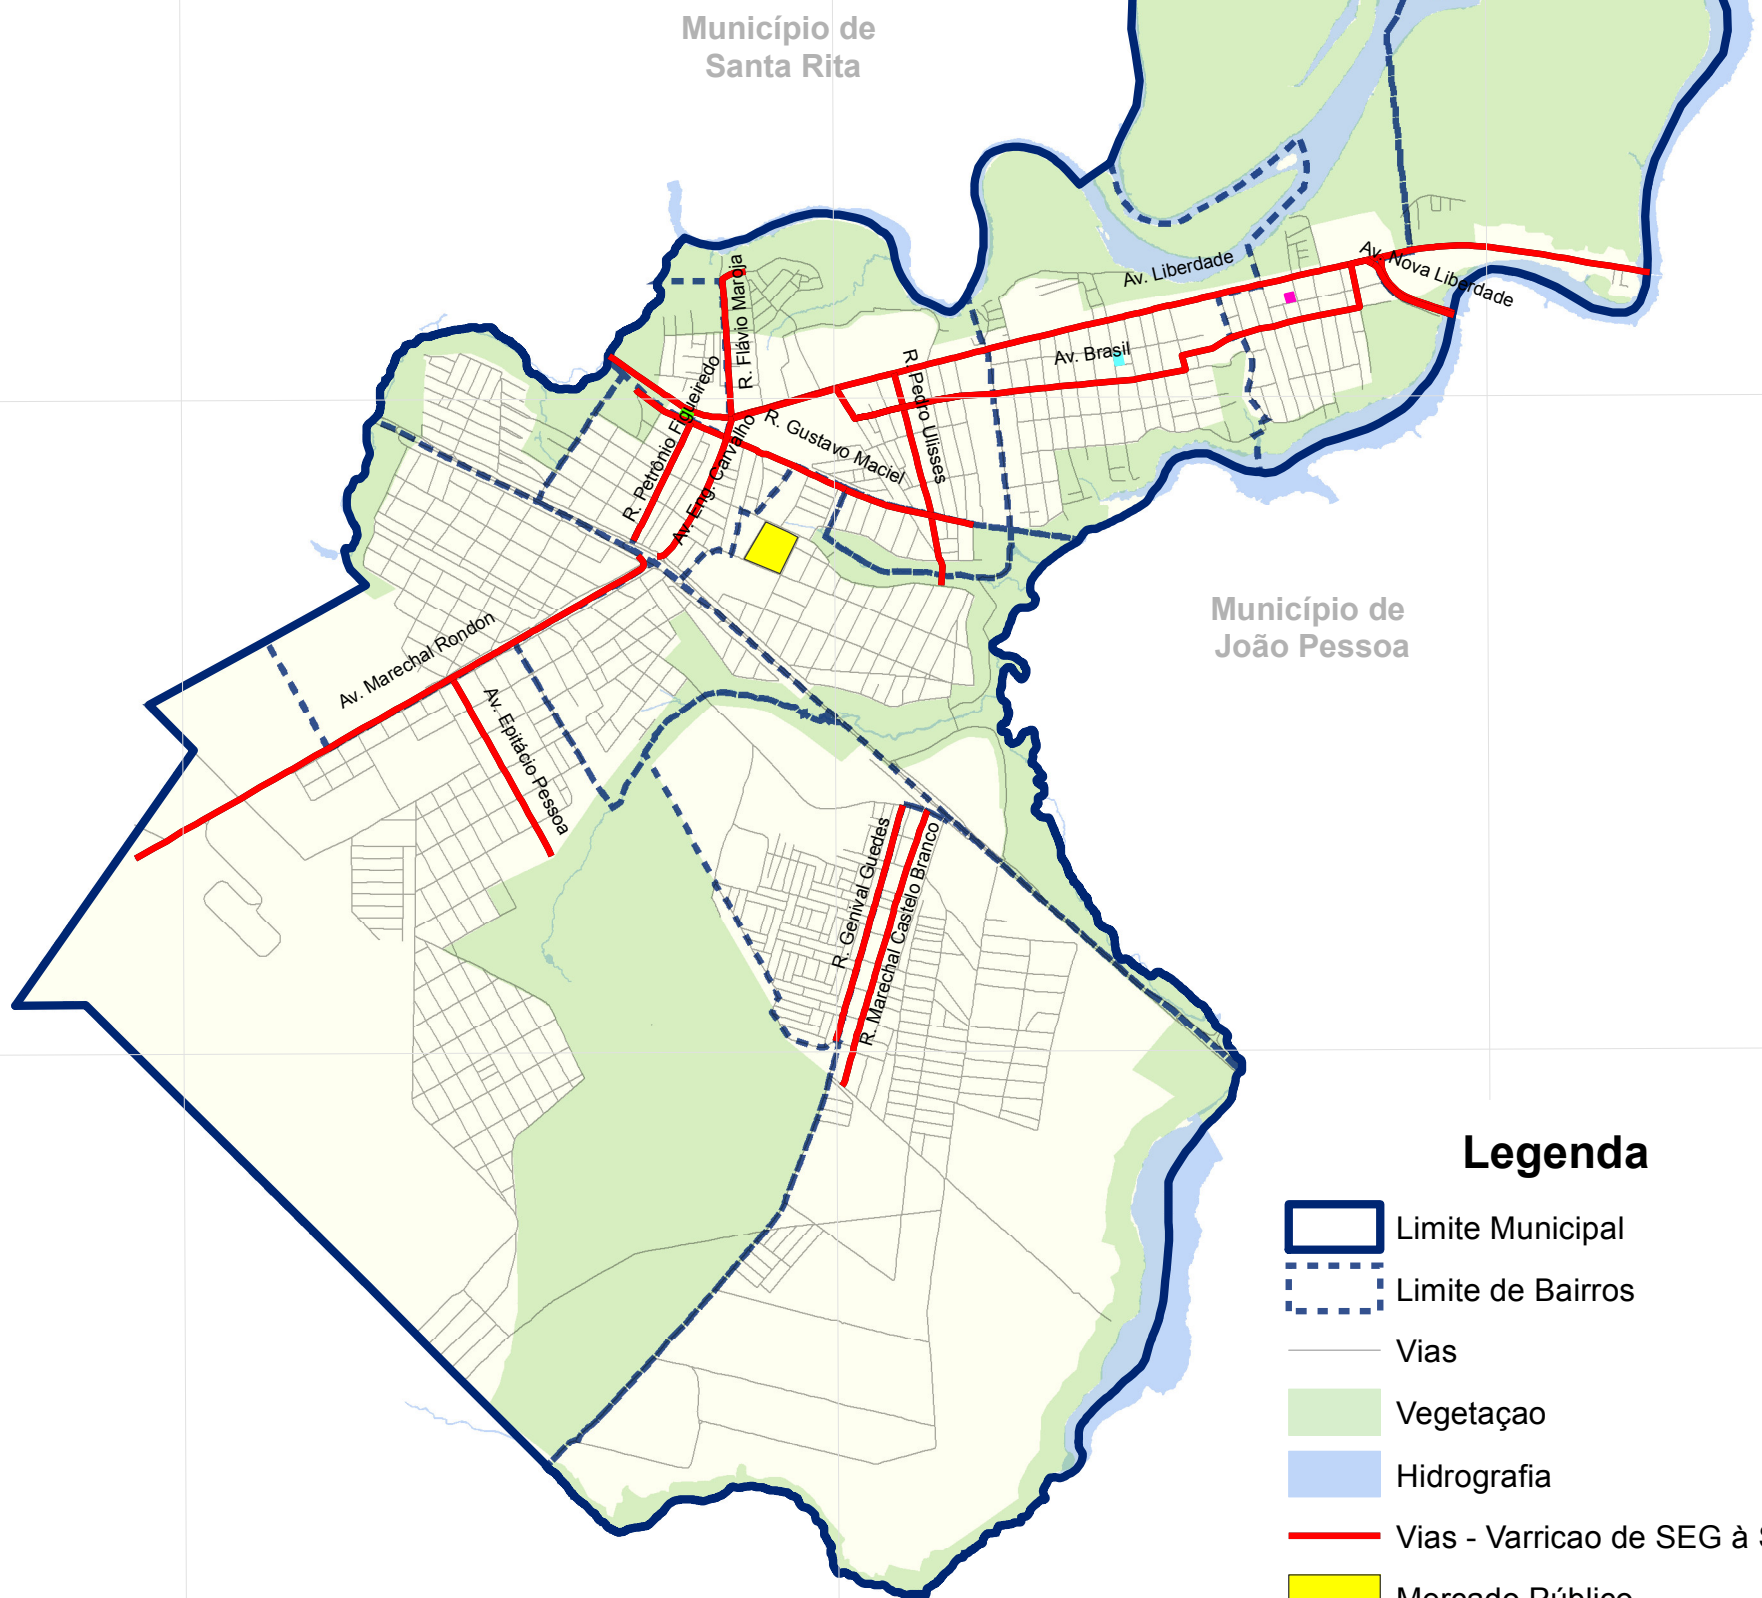 Município de
Santa Rita
Av. Liberdade
Av. Nova Liberdade
R. Flávio Maroja
Av. Brasil
R. Pedro Ulisses
R. Petrônio Figueiredo
R. Gustavo Maciel
Av. Eng. Carvalho
Município de
João Pessoa
Av. Marechal Rondon
Av. Epitácio Pessoa
R. Genival Guedes
R. Marechal Castelo Branco
Legenda
Limite Municipal
Limite de Bairros
Vias
Vegetaçao
Hidrografia
Vias - Varricao de SEG à
Mercado Público